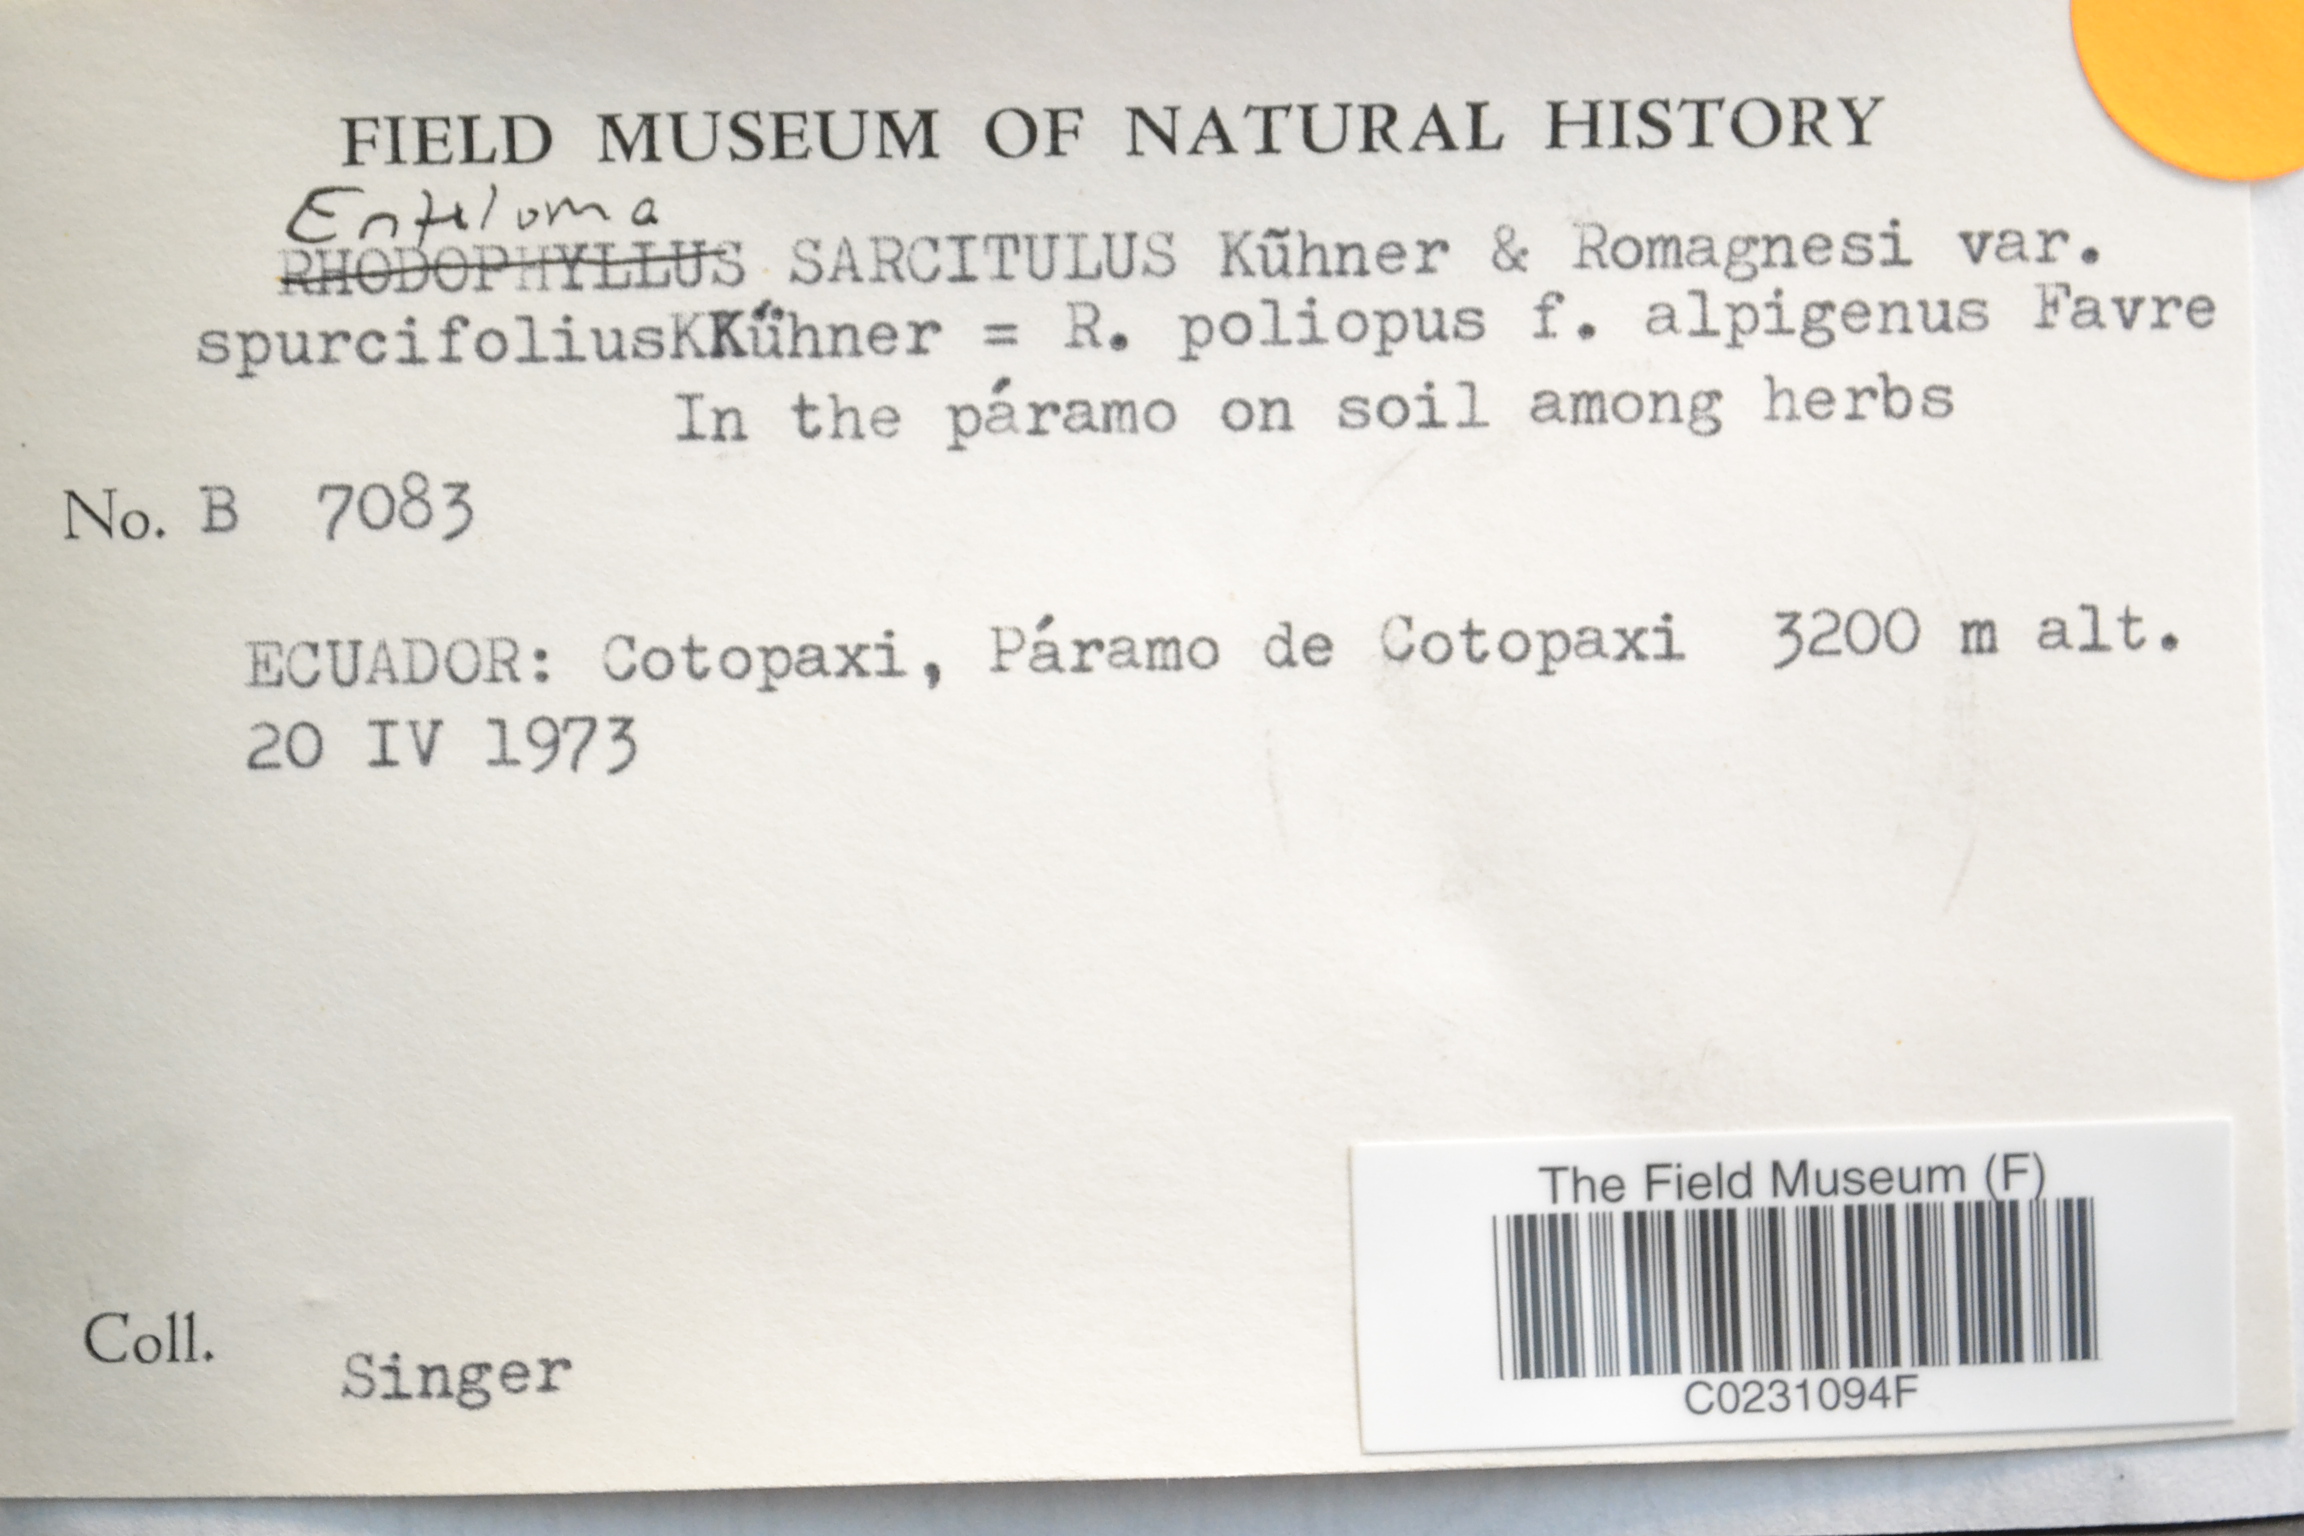 FIELD MUSEUM OF NATURAL HISTORY
Entoloma
RHODOPHYLLUS SARCITULUS Kühner & Romagnesi var.
spurcifoliusKKühner = R. poliopus f. alpigenus Favre
In the páramo on soil among herbs
No. B 7083
ECUADOR: Cotopaxi, Páramo de Cotopaxi 3200 m alt.
20 IV 1973
Coll. Singer
The Field Museum (F)
C0231094F